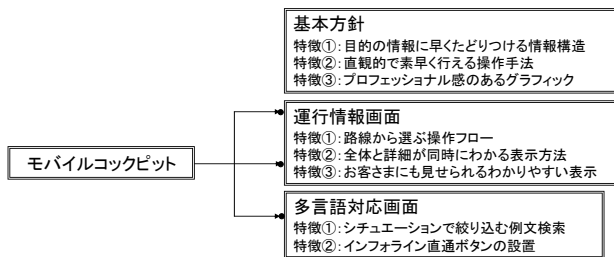 基本方針
特徴①：目的の情報に早くたどりつける情報構造
特徴②：直観的で素早く行える操作手法
特徴③：プロフェッショナル感のあるグラフィック
運行情報画面
特徴①：路線から選ぶ操作フロー
特徴②：全体と詳細が同時にわかる表示方法
特徴③：お客さまにも見せられるわかりやすい表示
モバイルコックピット
多言語対応画面
特徴①：シチュエーションで絞り込む例文検索
特徴②：インフォライン直通ボタンの設置